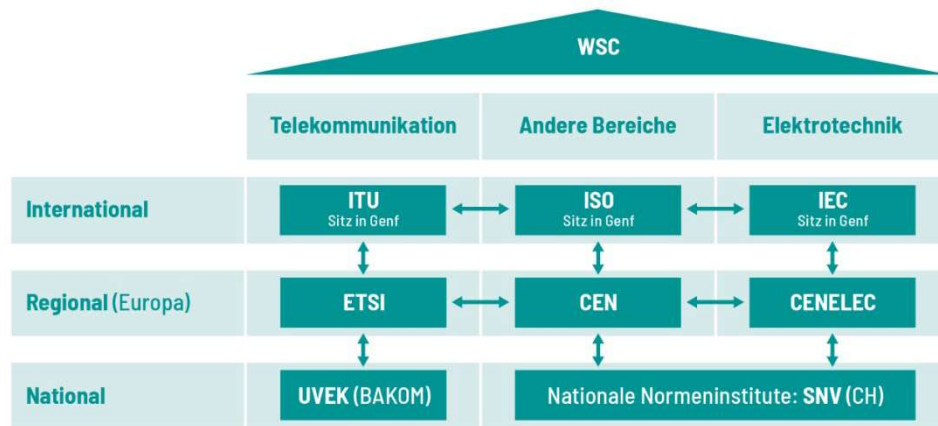 WSC
Telekommunikation
Andere Bereiche
Elektrotechnik
International
ITU
Sitz in Genf
ISO
Sitz in Genf
IEC
Sitz in Genf
Regional (Europa)
ETSI
CEN
CENELEC
National
UVEK (BAKOM)
Nationale Normeninstitute: SNV (CH)